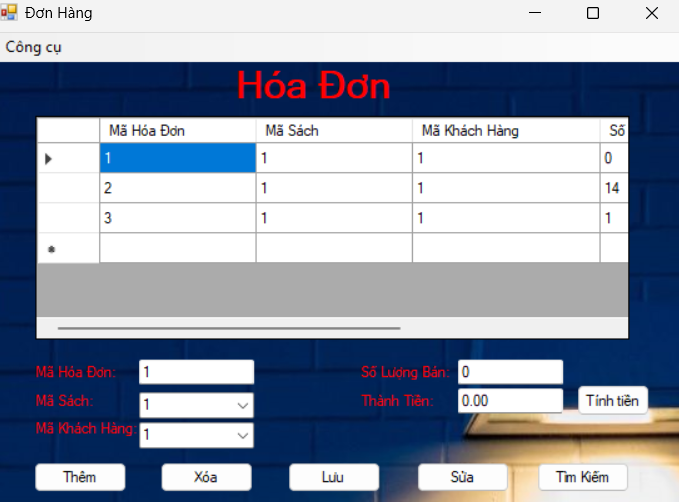 Đơn Hàng
Công cụ
Hóa Đơn
Mã Hóa Đơn Mã Sách Mã Khách Hàng Số
1 1 1 0
2 1 1 14
3 1 1 1
Mã Hóa Đơn: 1 Số Lượng Bán: 0
Mã Sách: 1 Thành Tiền: 0.00 Tính tiền
Mã Khách Hàng: 1
Thêm Xóa Lưu Sửa Tìm Kiếm